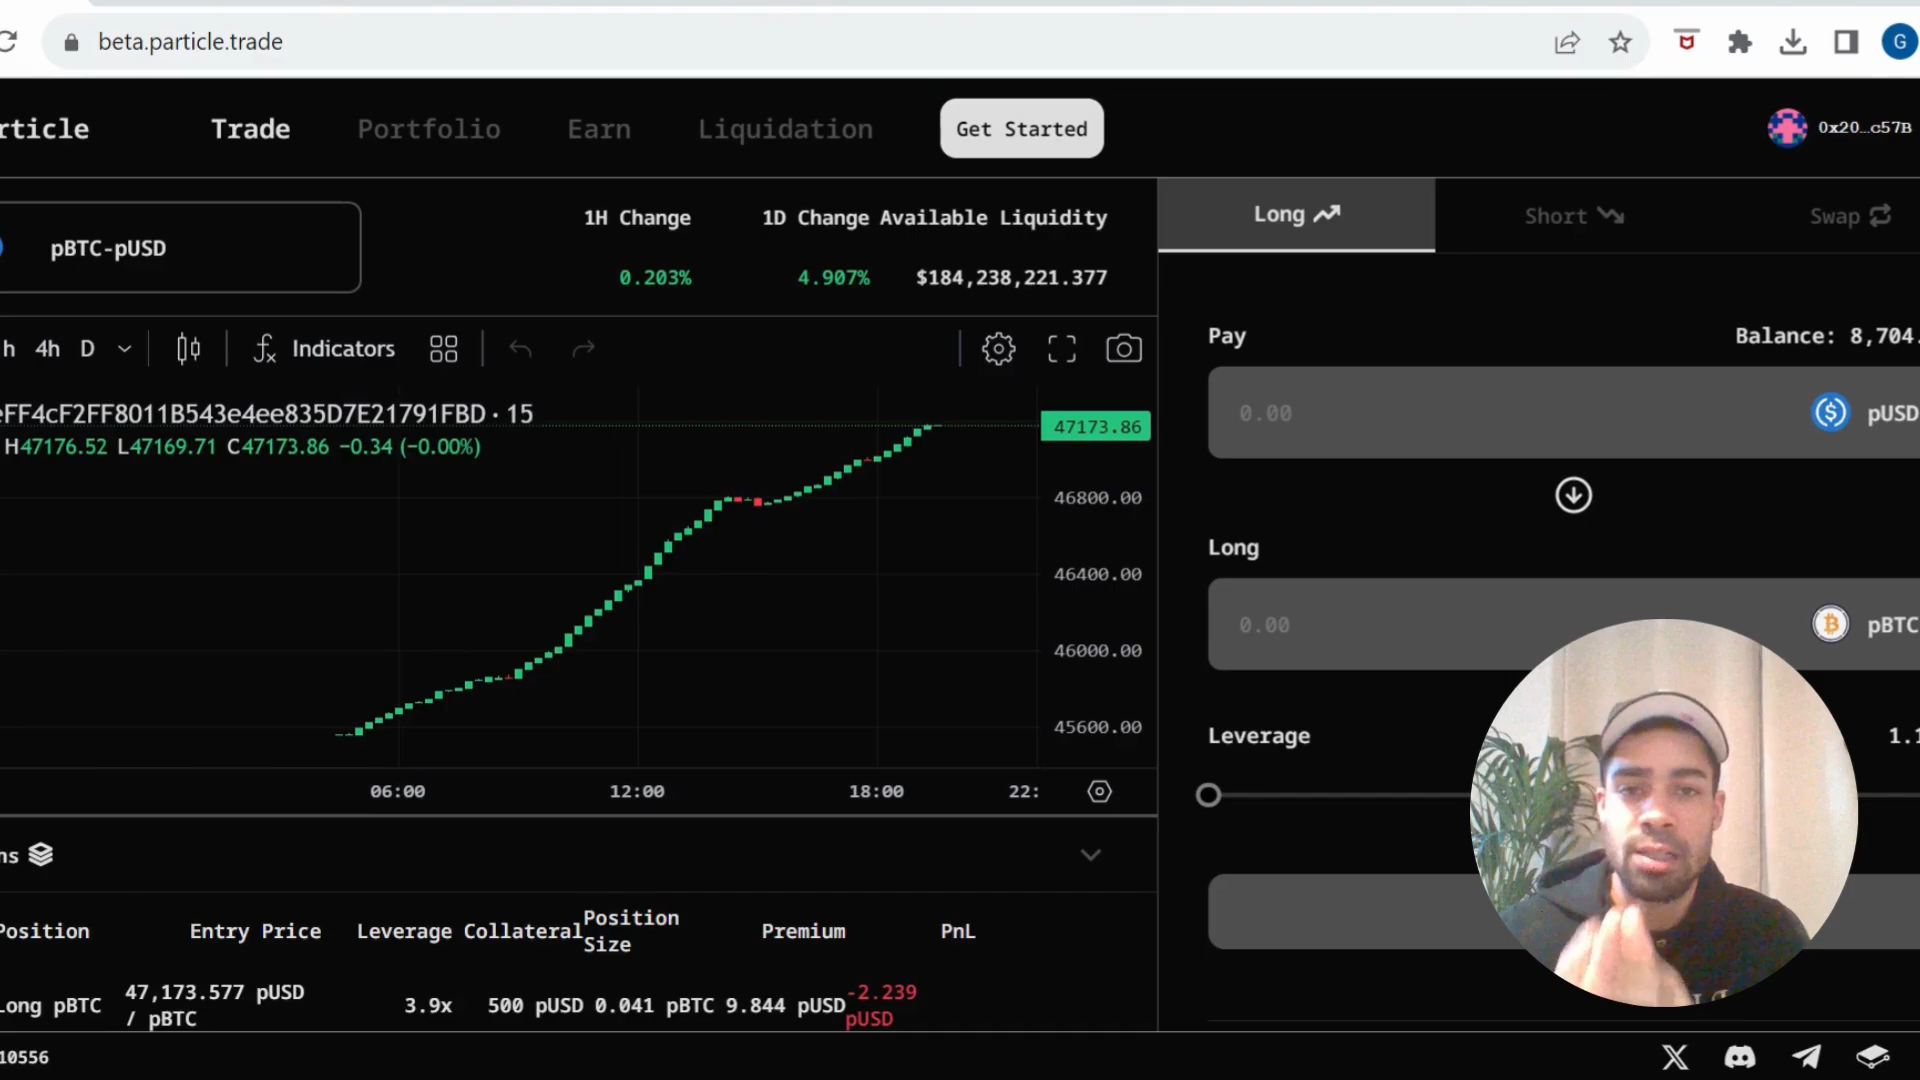 beta.particle.trade
G
rticle
Trade
Portfolio
Earn
Liquidation
Get Started
0x20...c57B
pBTC-pUSD
1H Change
1D Change
Available Liquidity
0.203%
4.907%
$184,238,221.377
Long
Short
Swap
h 4h D
Indicators
eFF4cF2FF8011B543e4ee835D7E21791FBD · 15
H47176.52 L47169.71 C47173.86 −0.34 (−0.00%)
47173.86
46800.00
46400.00
46000.00
45600.00
06:00
12:00
18:00
22:
Pay
Balance: 8,704.
0.00
pUSD
Long
0.00
pBTC
Leverage
1.1
ns
Position
Entry Price
Leverage
Collateral
Position
Size
Premium
PnL
Long pBTC
47,173.577 pUSD
/ pBTC
3.9x
500 pUSD
0.041 pBTC
9.844 pUSD
-2.239
pUSD
10556